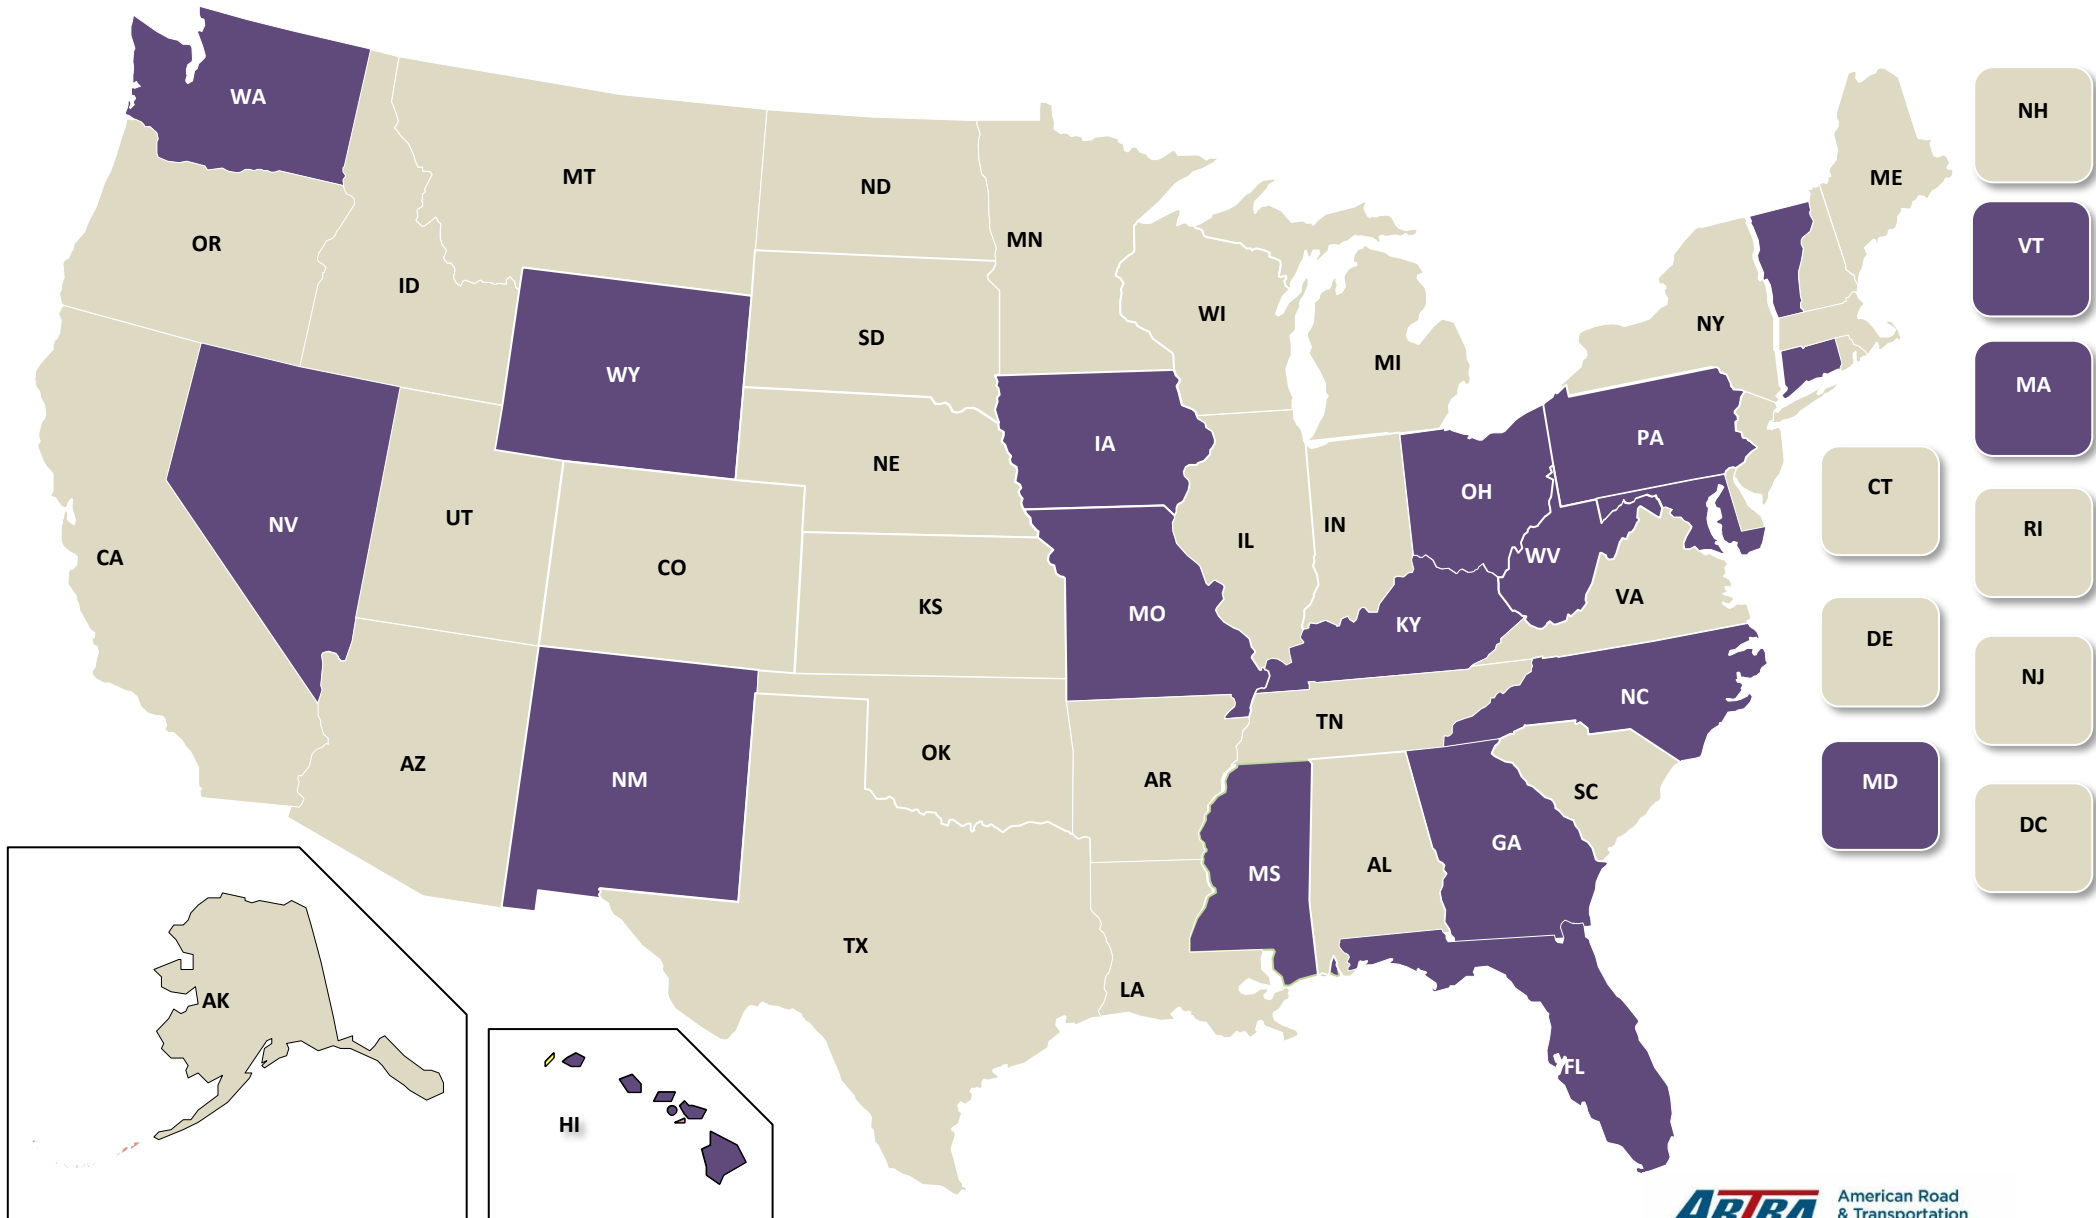 WA
NH
ME
MT
ND
VT
OR
MN
ID
WI
NY
SD
MI
WY
MA
PA
IA
NE
CT
OH
UT
NV
IN
RI
IL
WV
CA
CO
VA
KS
MO
KY
DE
NJ
NC
TN
OK
AZ
NM
AR
MD
SC
DC
GA
AL
MS
TX
LA
AK
FL
HI
ARTBA
American Road
& Transportation